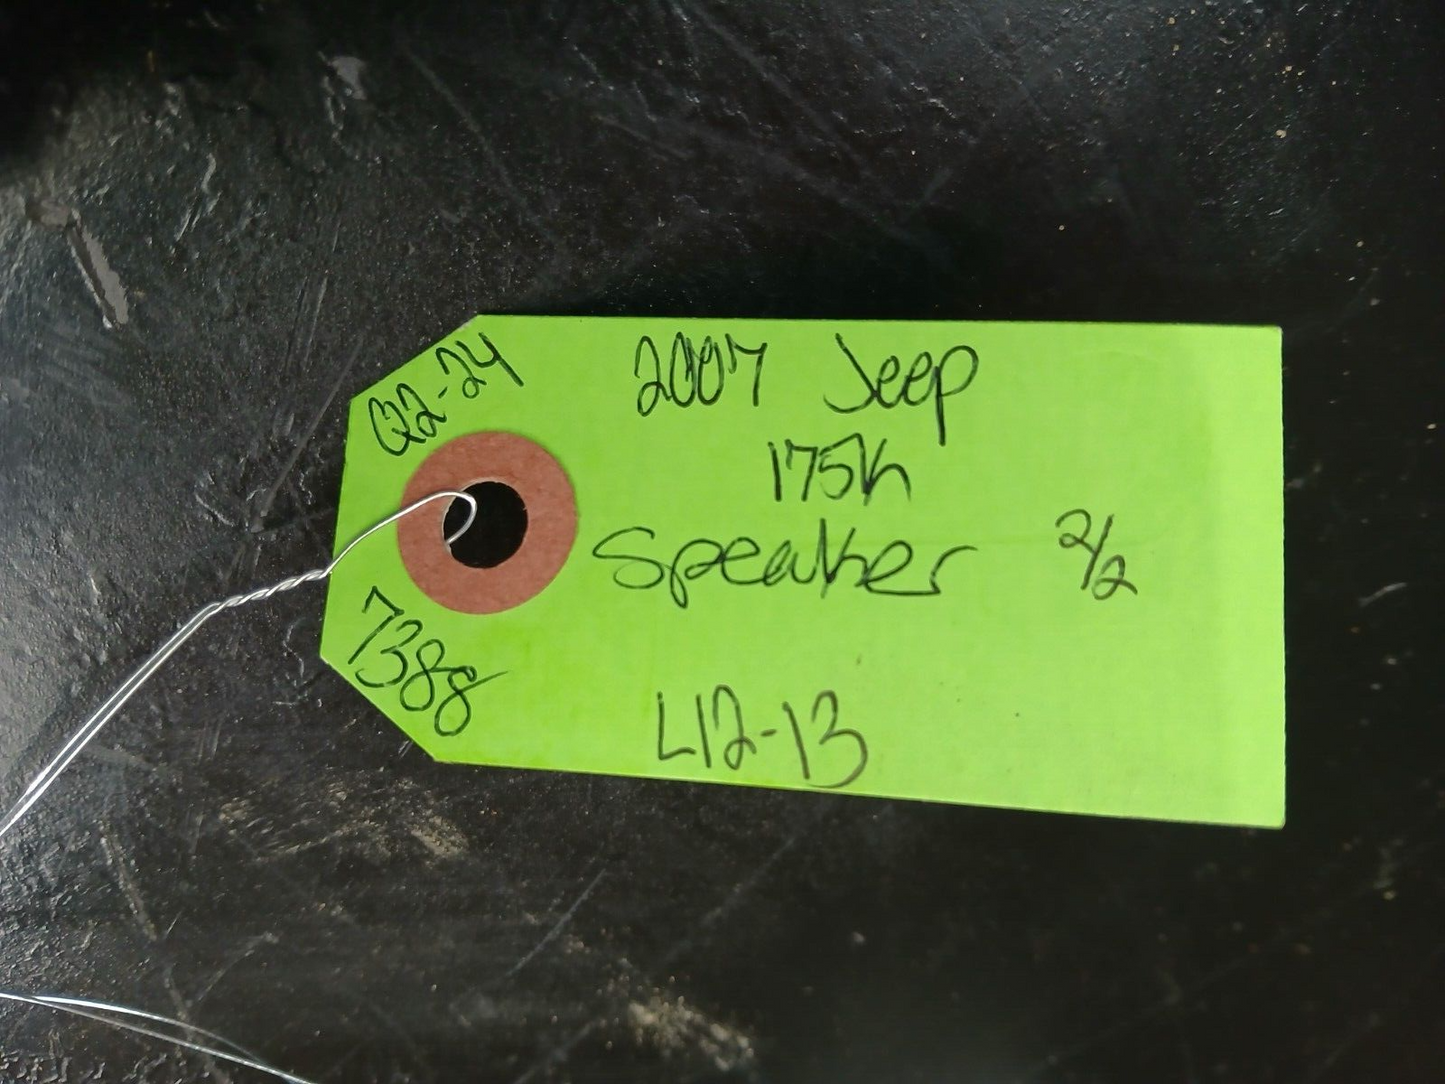 Q2-24
2007 Jeep
175K
Speaker 2/2
7388
L12-13